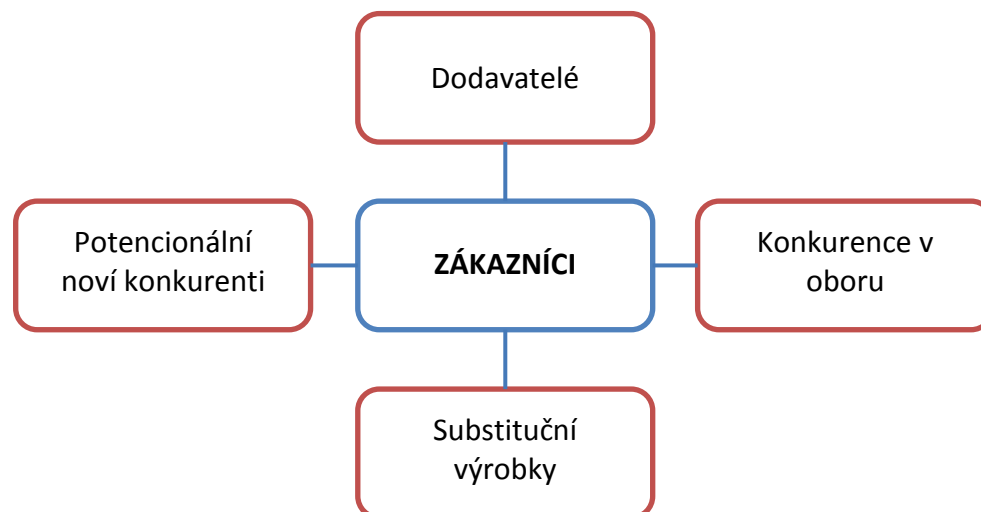 Dodavatelé
Potencionální
noví konkurenti
ZÁKAZNÍCI
Konkurence v
oboru
Substituční
výrobky